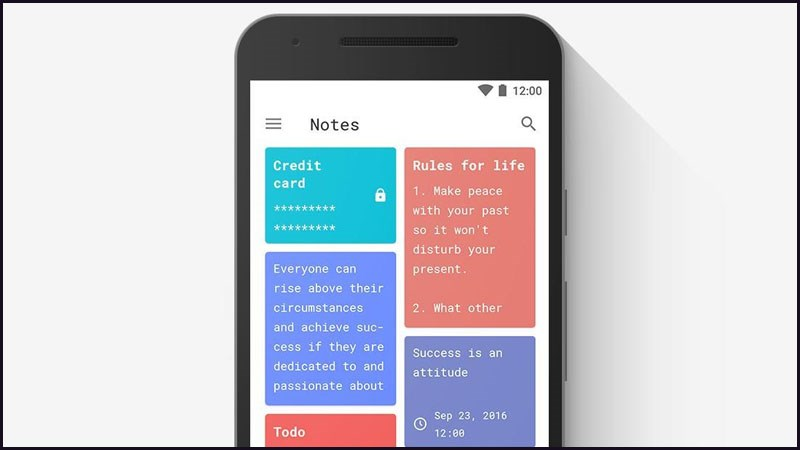 12:00
Notes
Credit
card
*********
*********
Everyone can
rise above their
circumstances
and achieve suc-
cess if they are
dedicated to and
passionate about
Todo
Rules for life
1. Make peace
with your past
so it won't
disturb your
present.
2. What other
Success is an
attitude
Sep 23, 2016
12:00